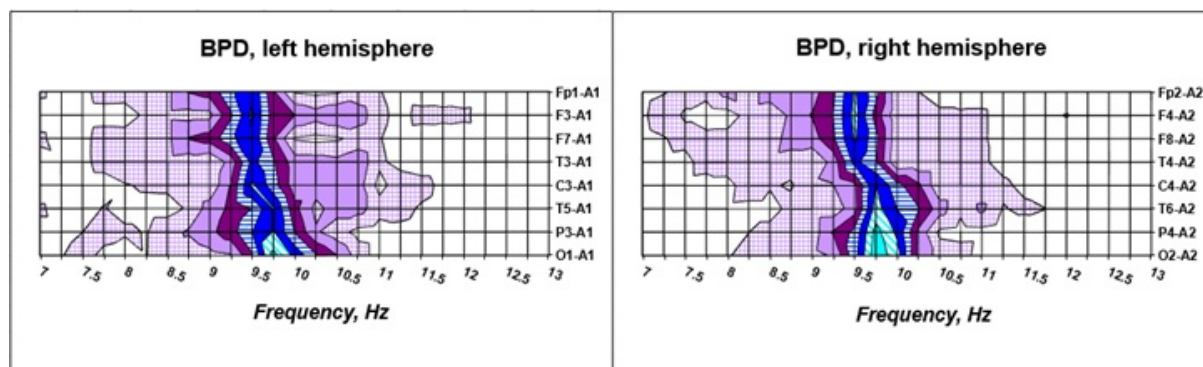 BPD, left hemisphere
Fp1-A1
F3-A1
F7-A1
T3-A1
C3-A1
T5-A1
P3-A1
O1-A1
7 7.5 8 8.5 9 9.5 10 10.5 11 11.5 12 12.5 13
Frequency, Hz
BPD, right hemisphere
Fp2-A2
F4-A2
F8-A2
T4-A2
C4-A2
T6-A2
P4-A2
O2-A2
7 7.5 8 8.5 9 9.5 10 10.5 11 11.5 12 12.5 13
Frequency, Hz